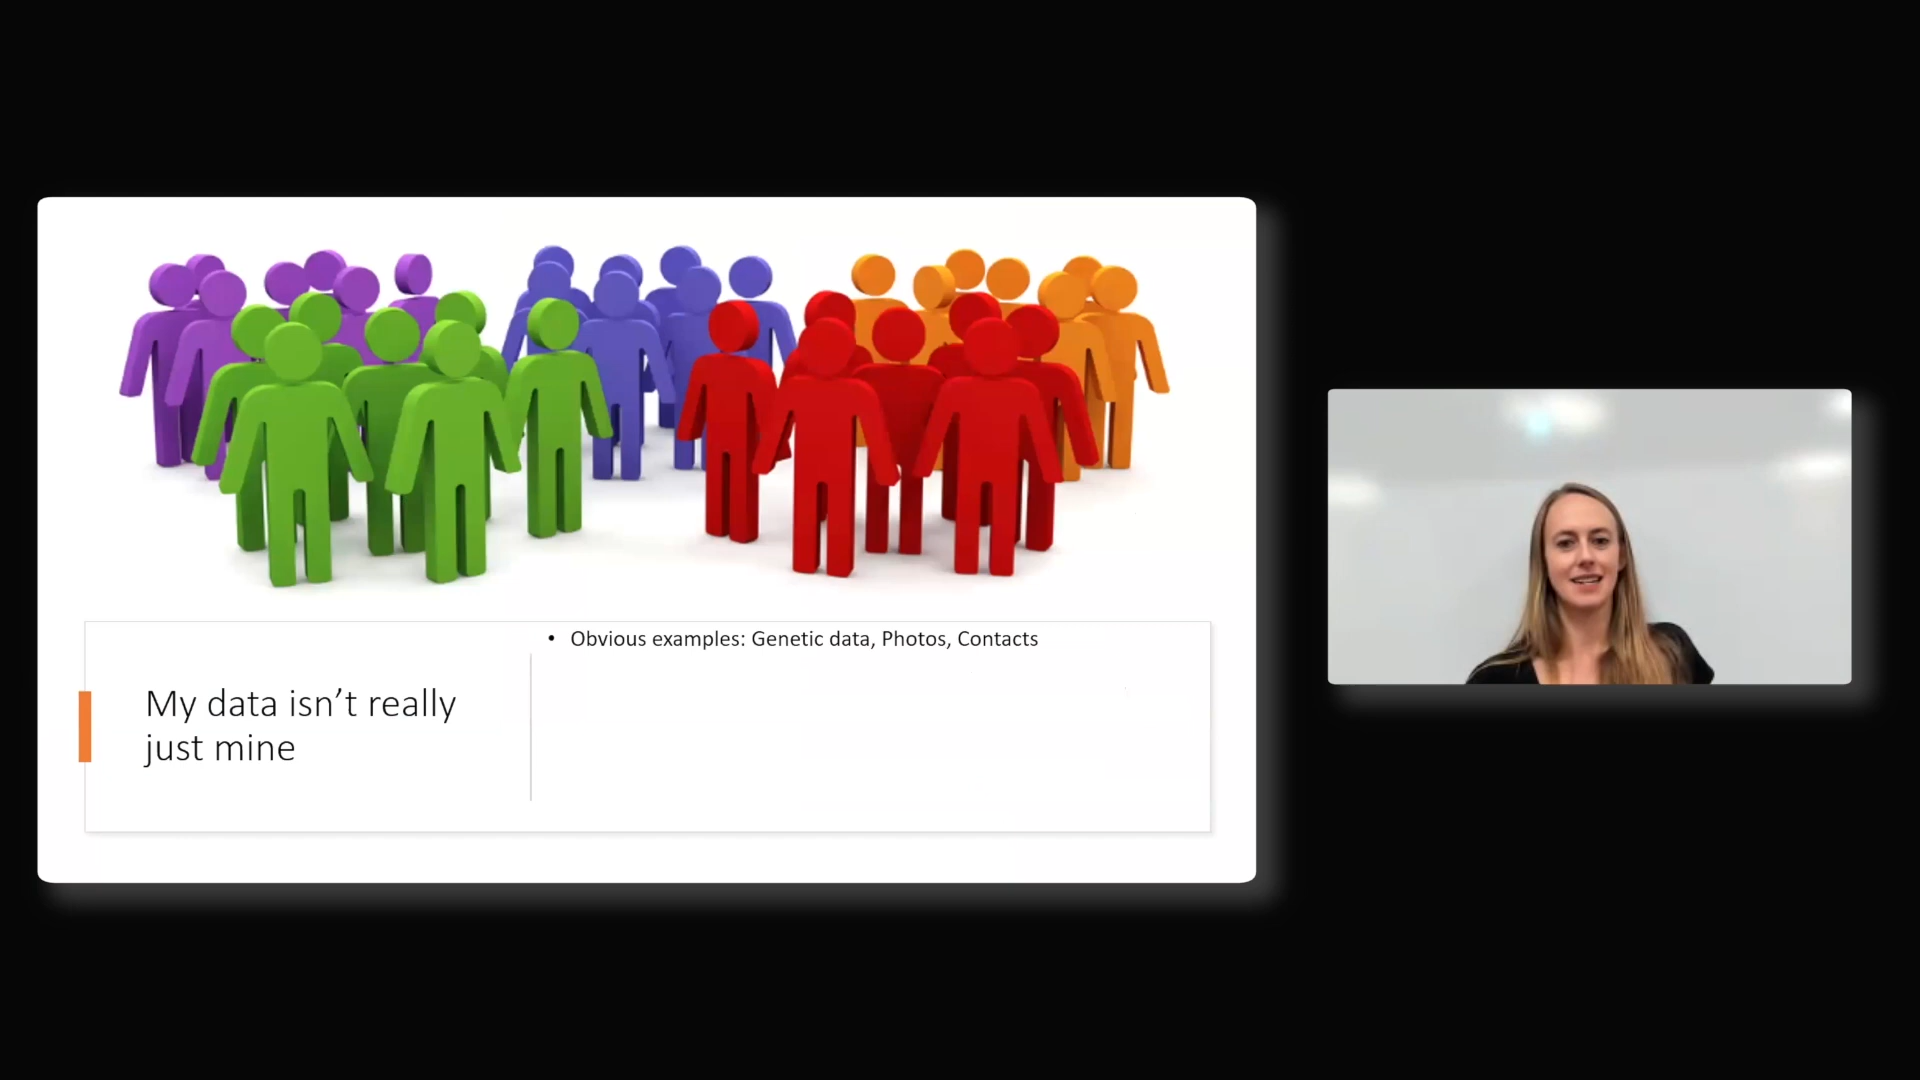 My data isn’t really
just mine
• Obvious examples: Genetic data, Photos, Contacts